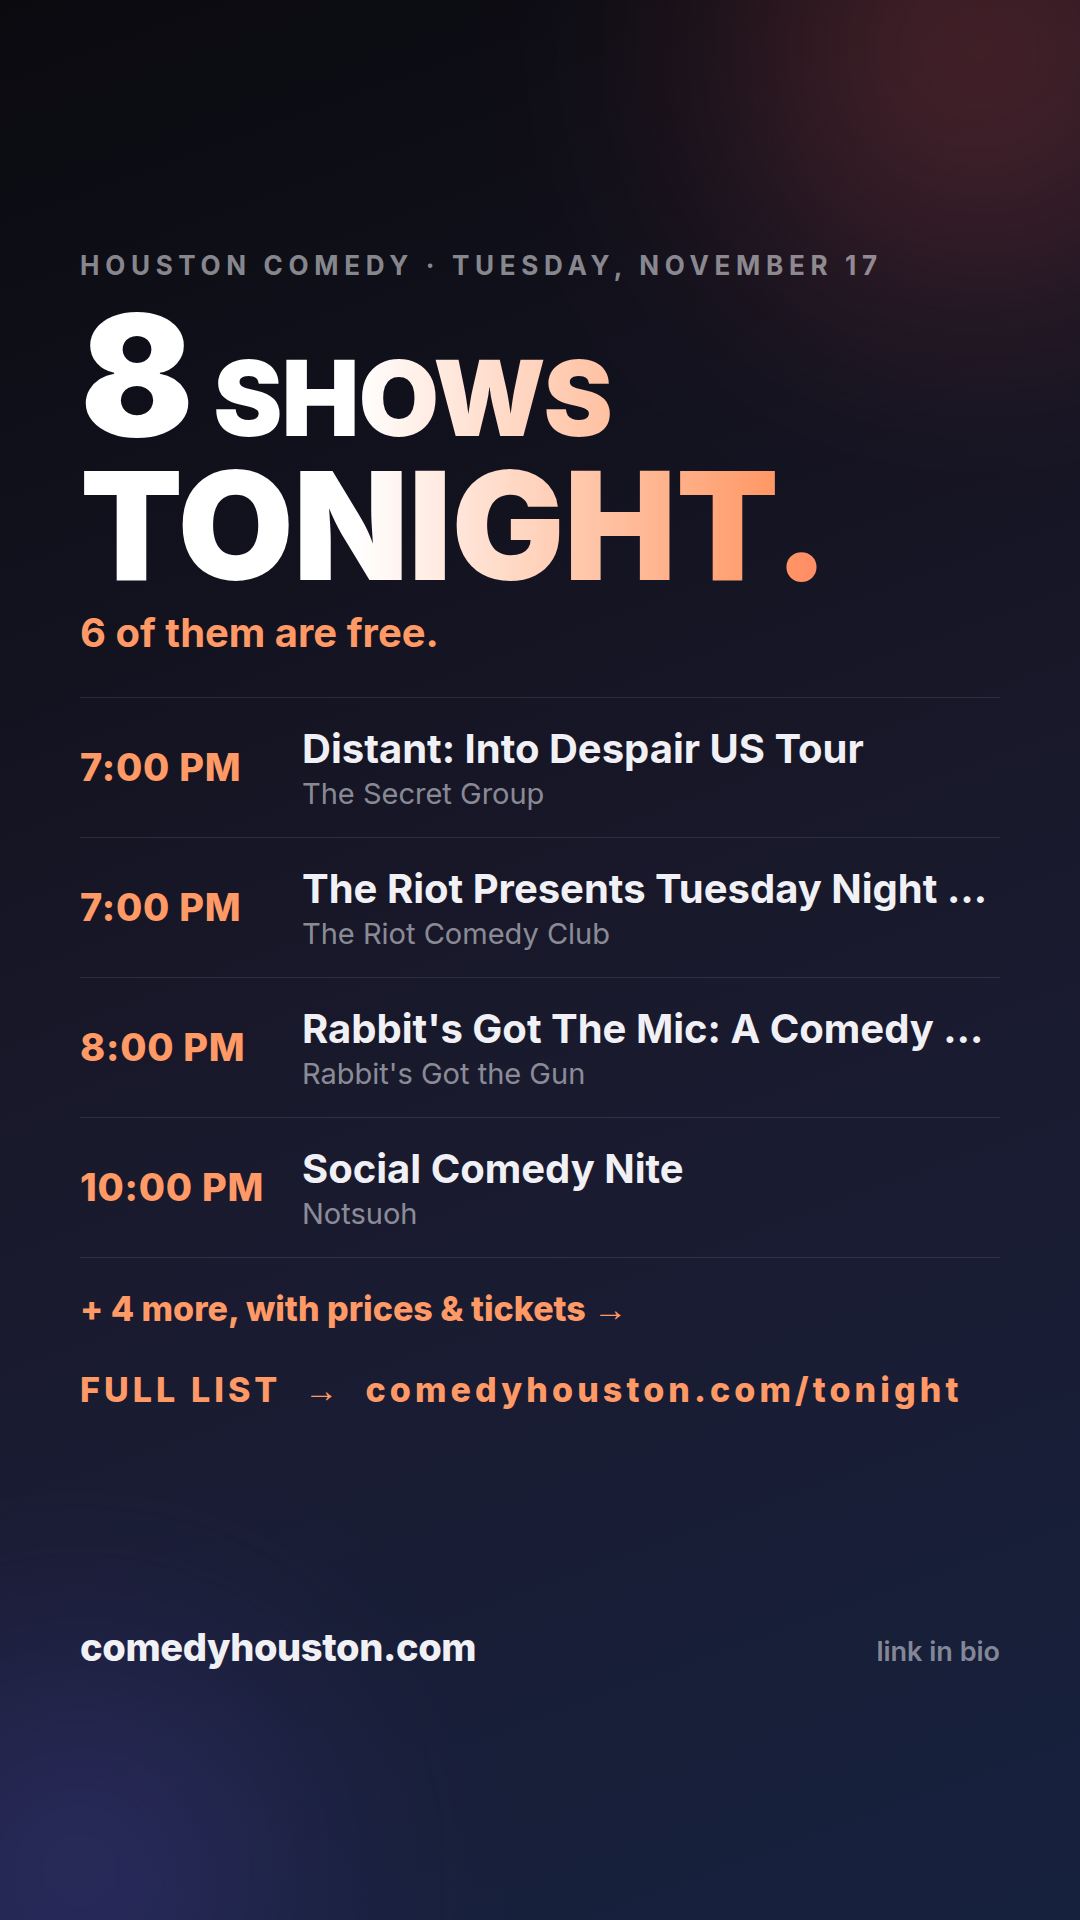 HOUSTON COMEDY · TUESDAY, NOVEMBER 17
8 SHOWS
TONIGHT.
6 of them are free.
7:00 PM
Distant: Into Despair US Tour
The Secret Group
7:00 PM
The Riot Presents Tuesday Night ...
The Riot Comedy Club
8:00 PM
Rabbit's Got The Mic: A Comedy ...
Rabbit's Got the Gun
10:00 PM
Social Comedy Nite
Notsuoh
+ 4 more, with prices & tickets →
FULL LIST → comedyhouston.com/tonight
comedyhouston.com
link in bio